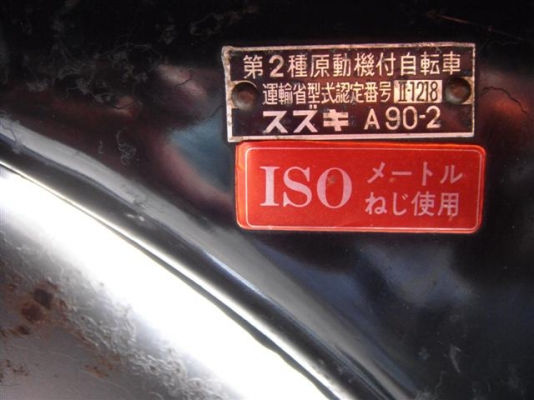 第2種原動機付自転車
運輸省型式認定番号 II-1218
スズキ A90-2
ISO メートル
ねじ使用